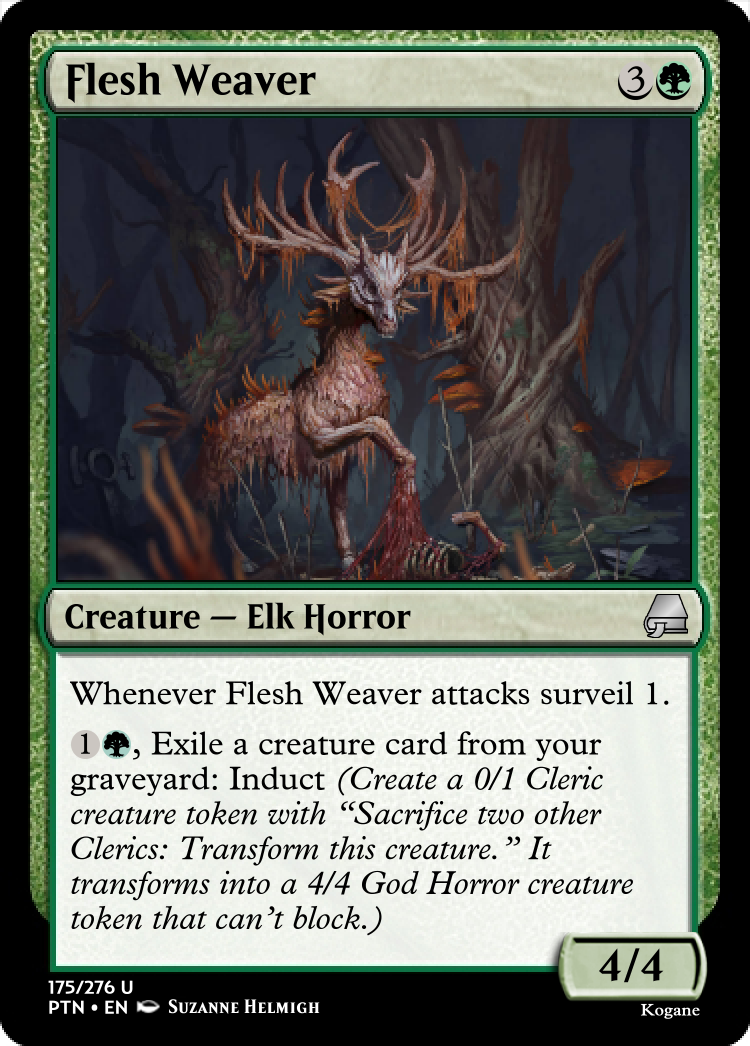 Flesh Weaver 3
Creature — Elk Horror
Whenever Flesh Weaver attacks surveil 1.
1, Exile a creature card from your
graveyard: Induct (Create a 0/1 Cleric
creature token with “Sacrifice two other
Clerics: Transform this creature.” It
transforms into a 4/4 God Horror creature
token that can’t block.)
4/4
175/276 U
PTN • EN Suzanne Helmigh
Kogane